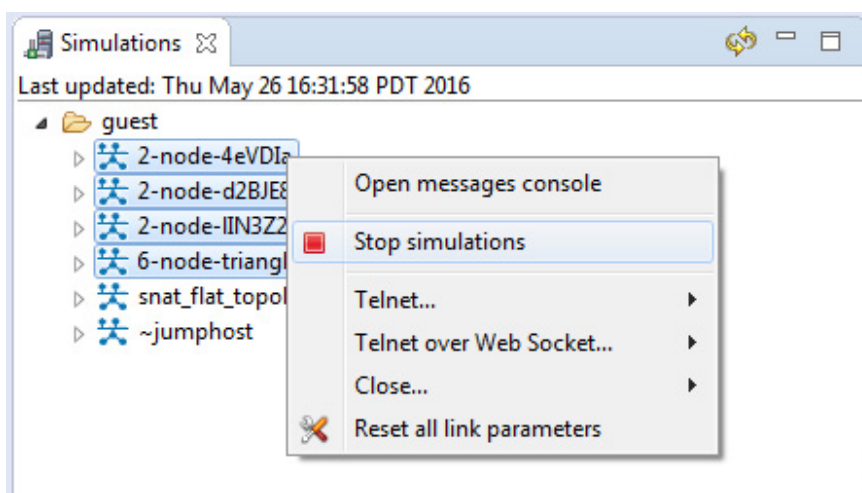 Simulations
Last updated: Thu May 26 16:31:58 PDT 2016
guest
2-node-4eVDIa
2-node-d2BJE8
Open messages console
2-node-lIN3Z2
Stop simulations
6-node-triangl
snat_flat_topol
Telnet...
~jumphost
Telnet over Web Socket...
Close...
Reset all link parameters